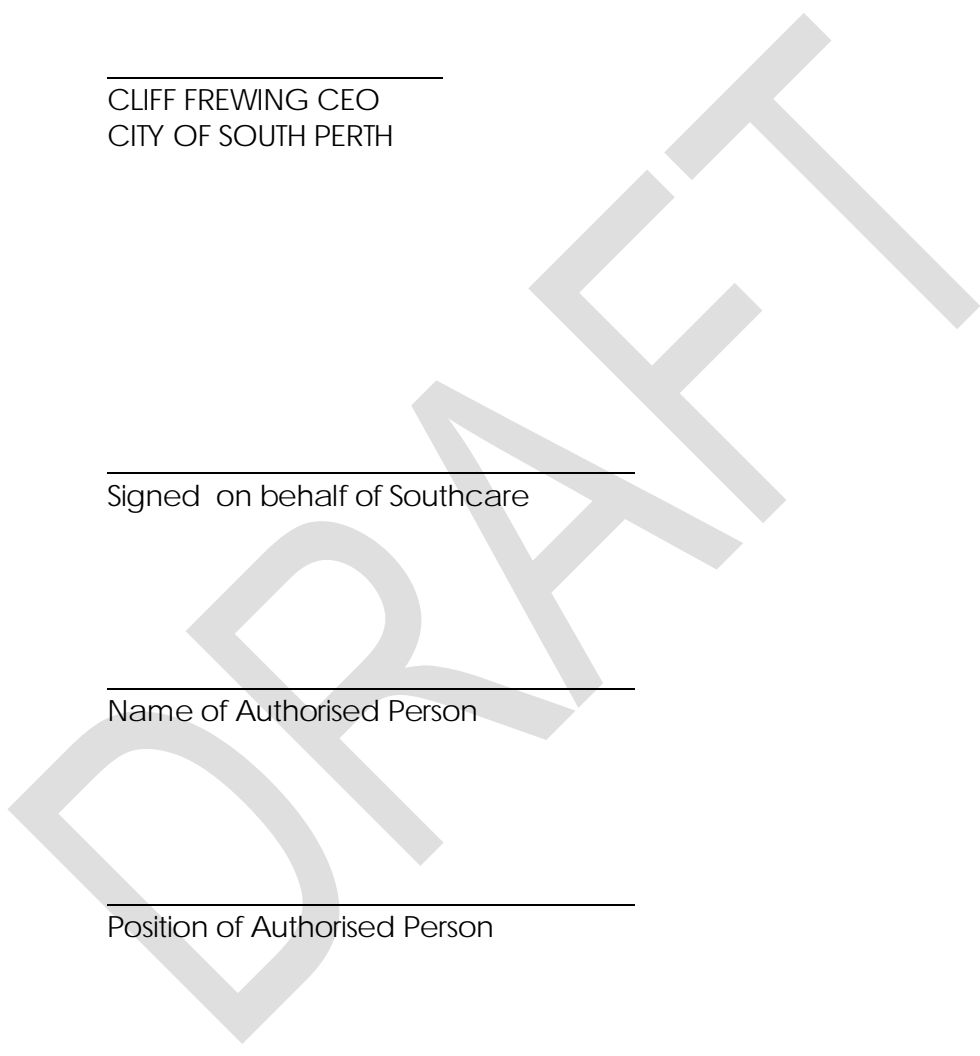 CLIFF FREWING CEO
CITY OF SOUTH PERTH
Signed  on behalf of Southcare
Name of Authorised Person
Position of Authorised Person
DRAFT